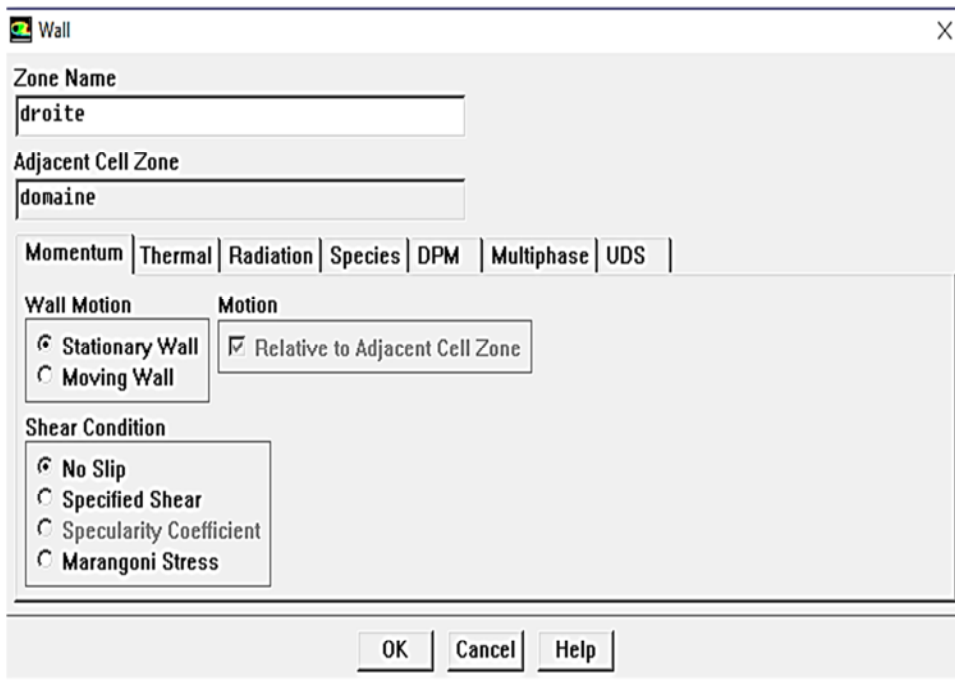 Wall
Zone Name
droite
Adjacent Cell Zone
domaine
Momentum Thermal Radiation Species DPM Multiphase UDS
Wall Motion Motion
Stationary Wall Relative to Adjacent Cell Zone
Moving Wall
Shear Condition
No Slip
Specified Shear
Specularity Coefficient
Marangoni Stress
OK Cancel Help